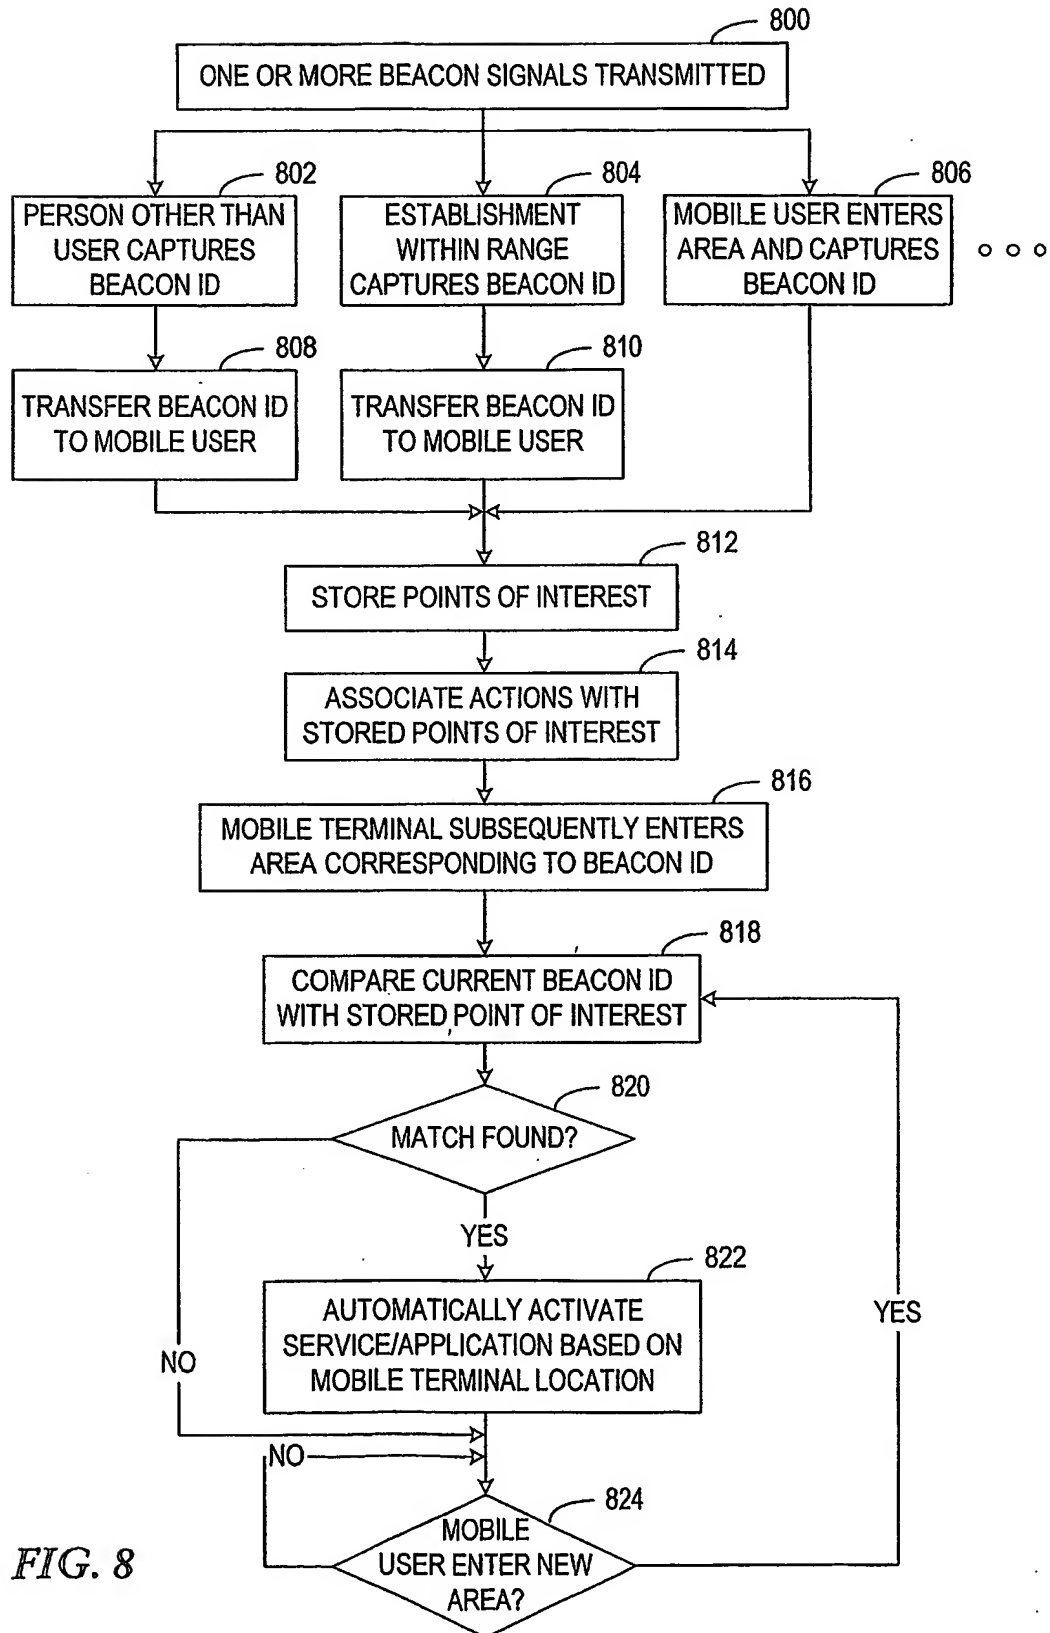 800
ONE OR MORE BEACON SIGNALS TRANSMITTED
802
PERSON OTHER THAN
USER CAPTURES
BEACON ID
804
ESTABLISHMENT
WITHIN RANGE
CAPTURES BEACON ID
806
MOBILE USER ENTERS
AREA AND CAPTURES
BEACON ID
808
TRANSFER BEACON ID
TO MOBILE USER
810
TRANSFER BEACON ID
TO MOBILE USER
812
STORE POINTS OF INTEREST
814
ASSOCIATE ACTIONS WITH
STORED POINTS OF INTEREST
816
MOBILE TERMINAL SUBSEQUENTLY ENTERS
AREA CORRESPONDING TO BEACON ID
818
COMPARE CURRENT BEACON ID
WITH STORED POINT OF INTEREST
820
MATCH FOUND?
YES
822
AUTOMATICALLY ACTIVATE
SERVICE/APPLICATION BASED ON
MOBILE TERMINAL LOCATION
YES
NO
NO
824
MOBILE
USER ENTER NEW
AREA?
FIG. 8